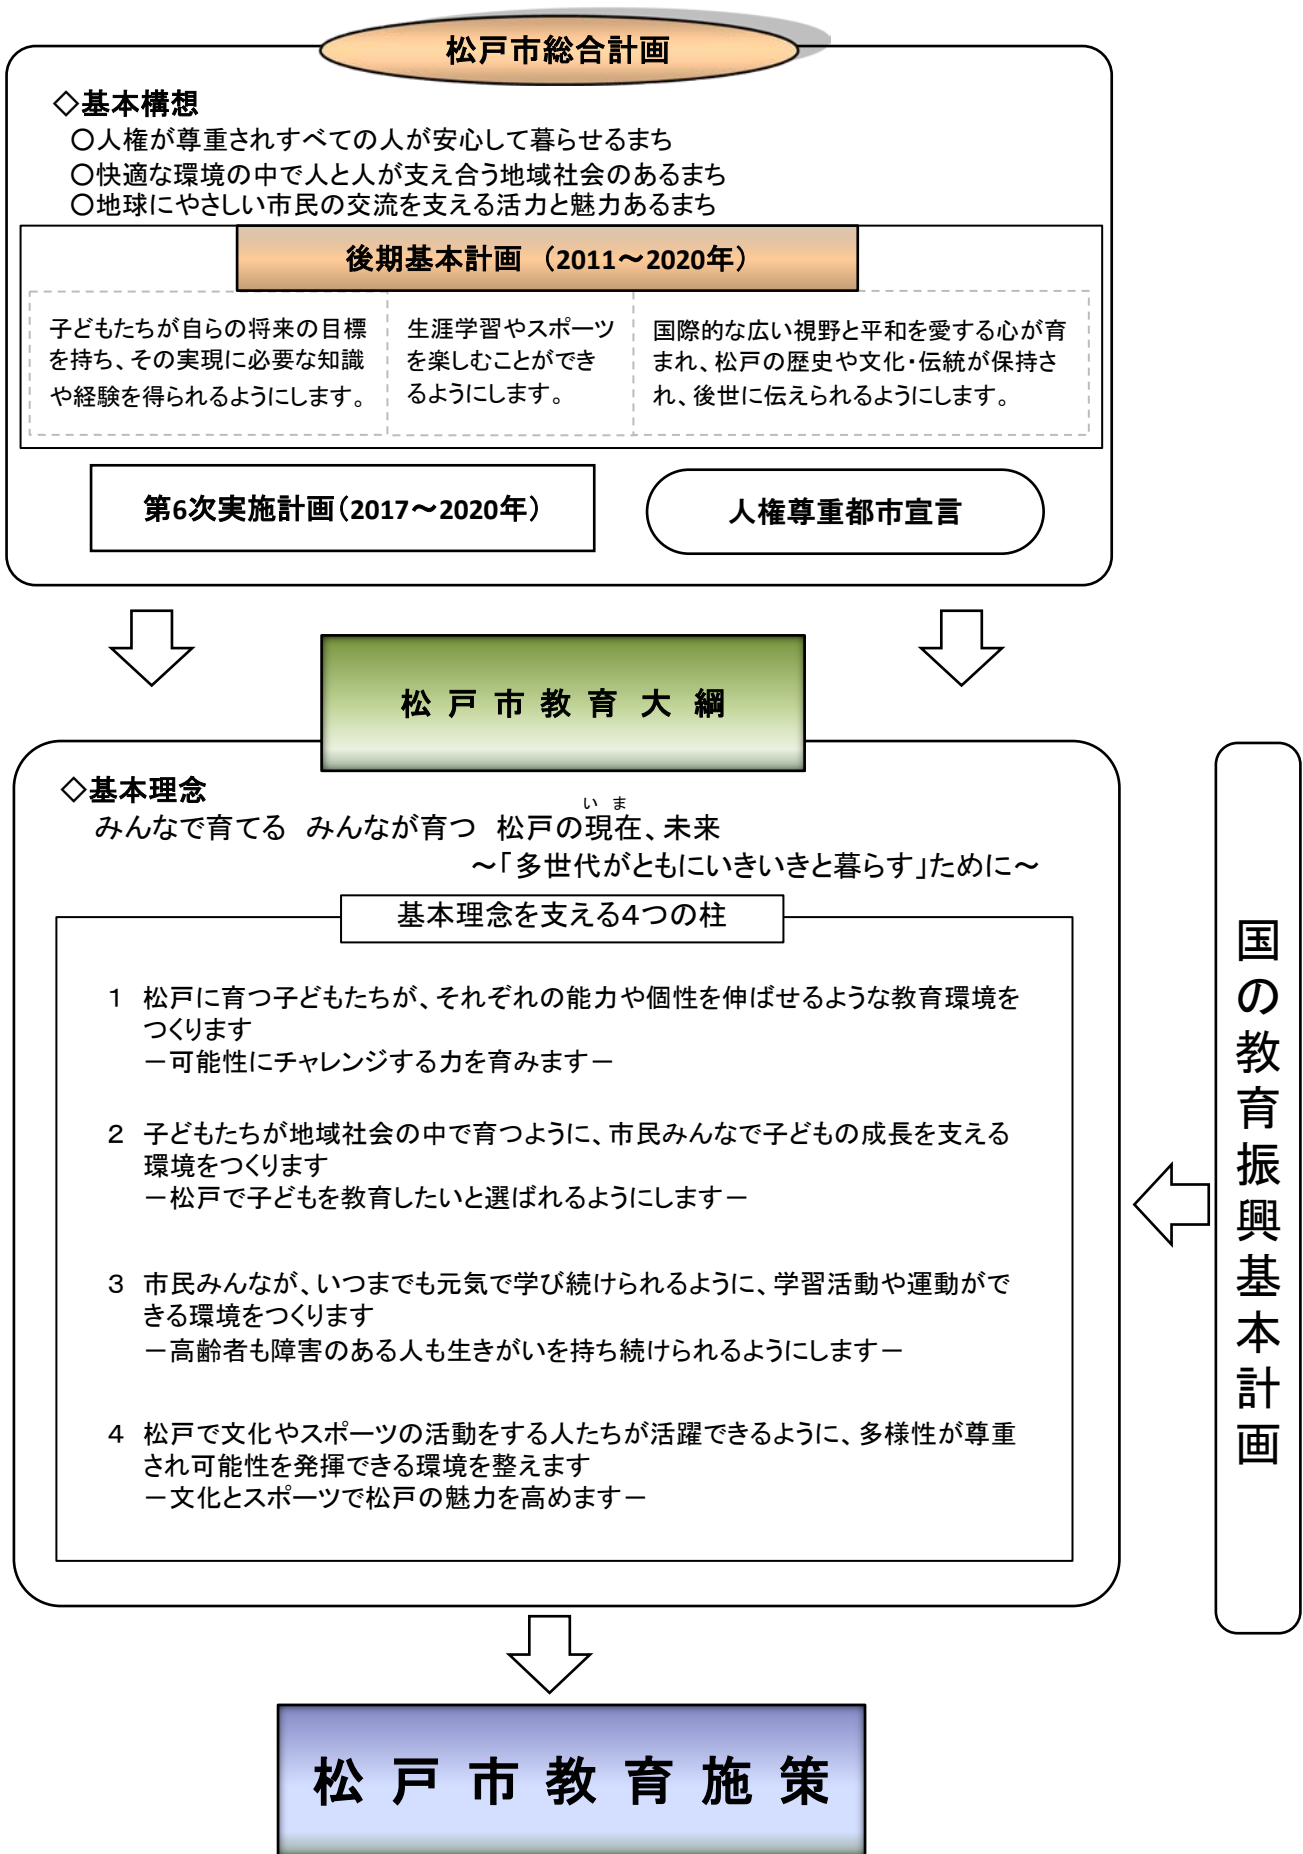 松戸市総合計画
◇基本構想
〇人権が尊重されすべての人が安心して暮らせるまち
〇快適な環境の中で人と人が支え合う地域社会のあるまち
〇地球にやさしい市民の交流を支える活力と魅力あるまち
後期基本計画 (2011~2020年)
子どもたちが自らの将来の目標
を持ち、その実現に必要な知識
や経験を得られるようにします。
生涯学習やスポーツ
を楽しむことができ
るようにします。
国際的な広い視野と平和を愛する心が育
まれ、松戸の歴史や文化・伝統が保持さ
れ、後世に伝えられるようにします。
第6次実施計画(2017~2020年)
人権尊重都市宣言
松 戸 市 教 育 大 綱
◇基本理念
いま
みんなで育てる みんなが育つ 松戸の現在、未来
~「多世代がともにいきいきと暮らす」ために~
基本理念を支える4つの柱
1 松戸に育つ子どもたちが、それぞれの能力や個性を伸ばせるような教育環境を
つくります
-可能性にチャレンジする力を育みます-
2 子どもたちが地域社会の中で育つように、市民みんなで子どもの成長を支える
環境をつくります
-松戸で子どもを教育したいと選ばれるようにします-
3 市民みんなが、いつまでも元気で学び続けられるように、学習活動や運動がで
きる環境をつくります
-高齢者も障害のある人も生きがいを持ち続けられるようにします-
4 松戸で文化やスポーツの活動をする人たちが活躍できるように、多様性が尊重
され可能性を発揮できる環境を整えます
-文化とスポーツで松戸の魅力を高めます-
国の教育振興基本計画
松 戸 市 教 育 施 策